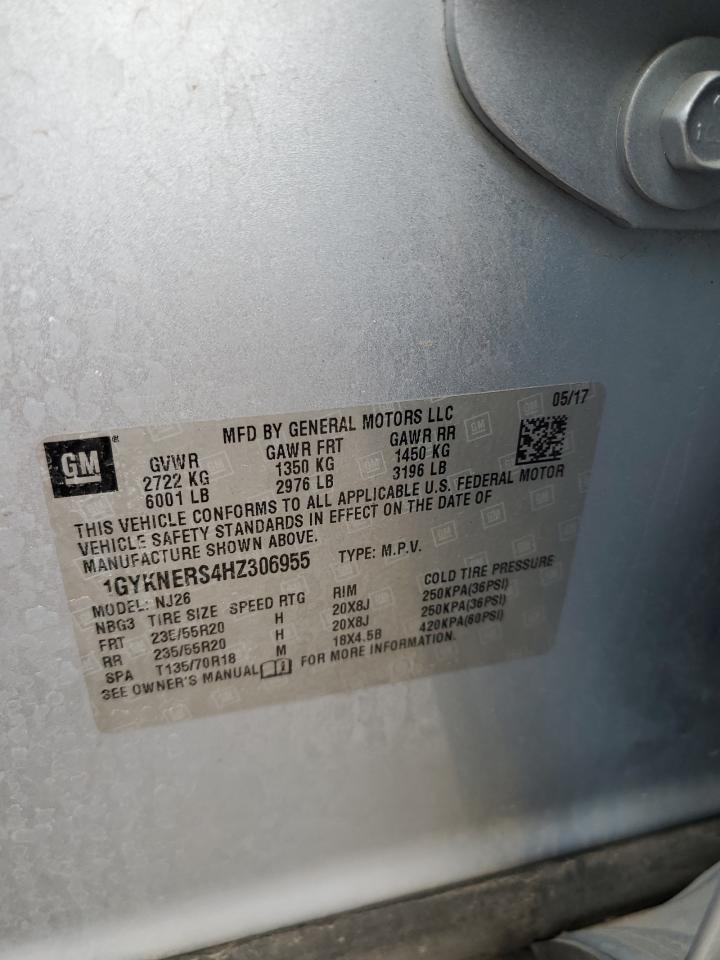 05/17
MFD BY GENERAL MOTORS LLC
GM®
GVWR GAWR FRT GAWR RR
2722 KG 1350 KG 1450 KG
6001 LB 2976 LB 3196 LB
THIS VEHICLE CONFORMS TO ALL APPLICABLE U.S. FEDERAL MOTOR
VEHICLE SAFETY STANDARDS IN EFFECT ON THE DATE OF
MANUFACTURE SHOWN ABOVE.
1GYKNERS4HZ306955 TYPE: M.P.V.
MODEL: NJ26
NBG3 TIRE SIZE SPEED RTG RIM COLD TIRE PRESSURE
FRT 235/55R20 H 20X8J 250KPA(36PSI)
RR 235/55R20 H 20X8J 250KPA(36PSI)
SPA T135/70R18 M 18X4.5B 420KPA(60PSI)
SEE OWNER'S MANUAL FOR MORE INFORMATION.